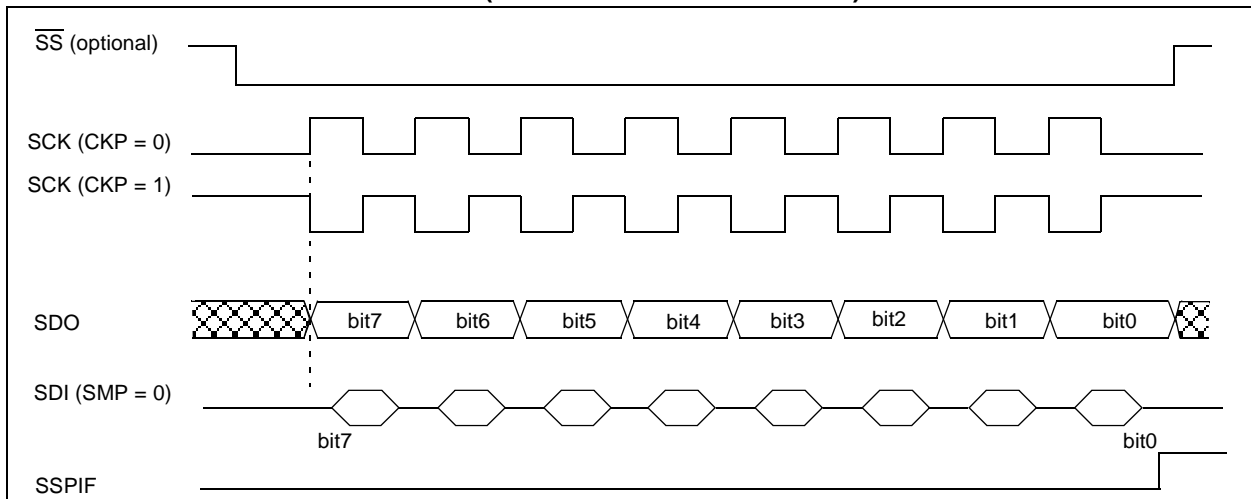 SS (optional)
SCK (CKP = 0)
SCK (CKP = 1)
SDO
bit7 bit6 bit5 bit4 bit3 bit2 bit1 bit0
SDI (SMP = 0)
bit7 bit0
SSPIF